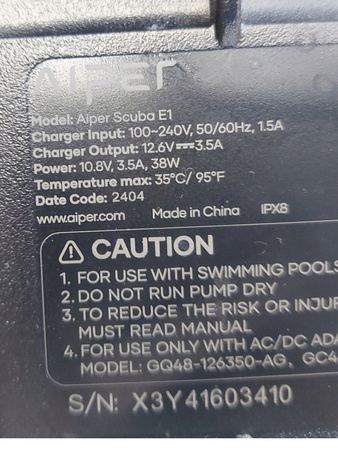 AIPER
Model: Aiper Scuba E1
Charger Input: 100~240V, 50/60Hz, 1.5A
Charger Output: 12.6V⎓3.5A
Power: 10.8V, 3.5A, 38W
Temperature max: 35°C/ 95°F
Date Code: 2404
www.aiper.com Made in China IPX8
CAUTION
1. FOR USE WITH SWIMMING POOLS
2. DO NOT RUN PUMP DRY
3. TO REDUCE THE RISK OR INJUR
MUST READ MANUAL
4. FOR USE ONLY WITH AC/DC ADA
MODEL: GQ48-126350-AG, GC4
S/N: X3Y41603410